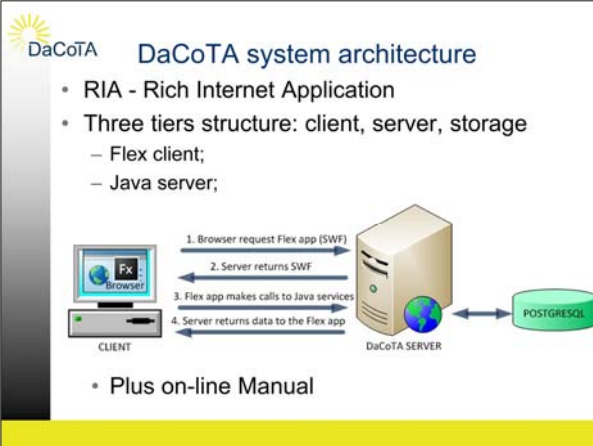 DaCoTA
DaCoTA system architecture
• RIA - Rich Internet Application
• Three tiers structure: client, server, storage
– Flex client;
– Java server;
1. Browser request Flex app (SWF)
2. Server returns SWF
Fx
Browser
3. Flex app makes calls to Java services
4. Server returns data to the Flex app
POSTGRESQL
CLIENT
DaCoTA SERVER
• Plus on-line Manual